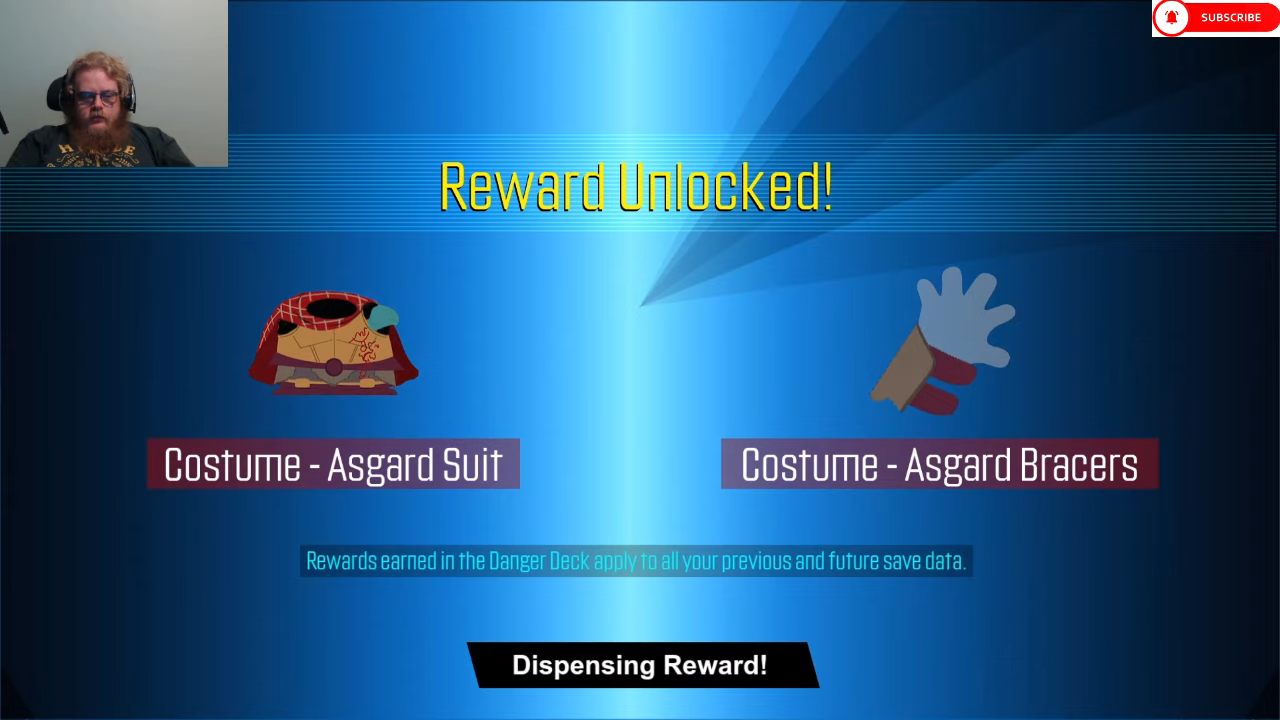 SUBSCRIBE
Reward Unlocked!
Costume - Asgard Suit
Costume - Asgard Bracers
Rewards earned in the Danger Deck apply to all your previous and future save data.
Dispensing Reward!